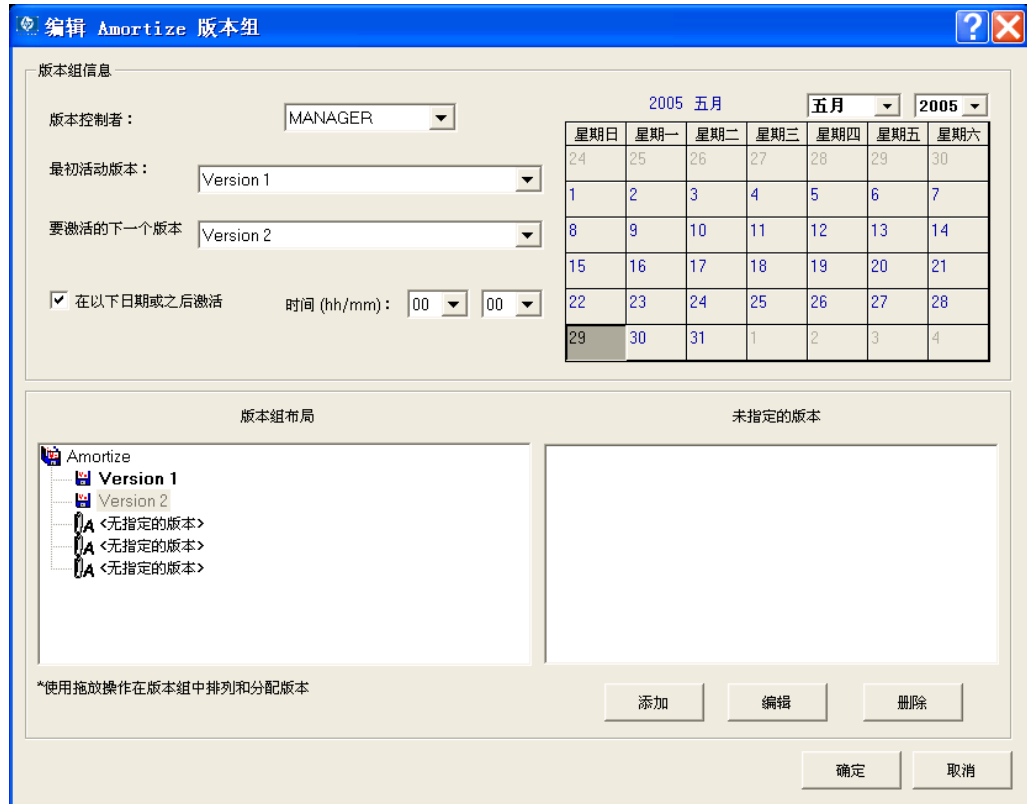 编辑 Amortize 版本组
版本组信息
版本控制者：
MANAGER
最初活动版本：
Version 1
要激活的下一个版本
Version 2
在以下日期或之后激活
时间 (hh/mm)：
00
00
2005 五月
五月
2005
星期日 星期一 星期二 星期三 星期四 星期五 星期六
24 25 26 27 28 29 30
1 2 3 4 5 6 7
8 9 10 11 12 13 14
15 16 17 18 19 20 21
22 23 24 25 26 27 28
29 30 31 1 2 3 4
版本组布局
Amortize
Version 1
Version 2
A <无指定的版本>
A <无指定的版本>
A <无指定的版本>
*使用拖放操作在版本组中排列和分配版本
未指定的版本
添加
编辑
删除
确定
取消